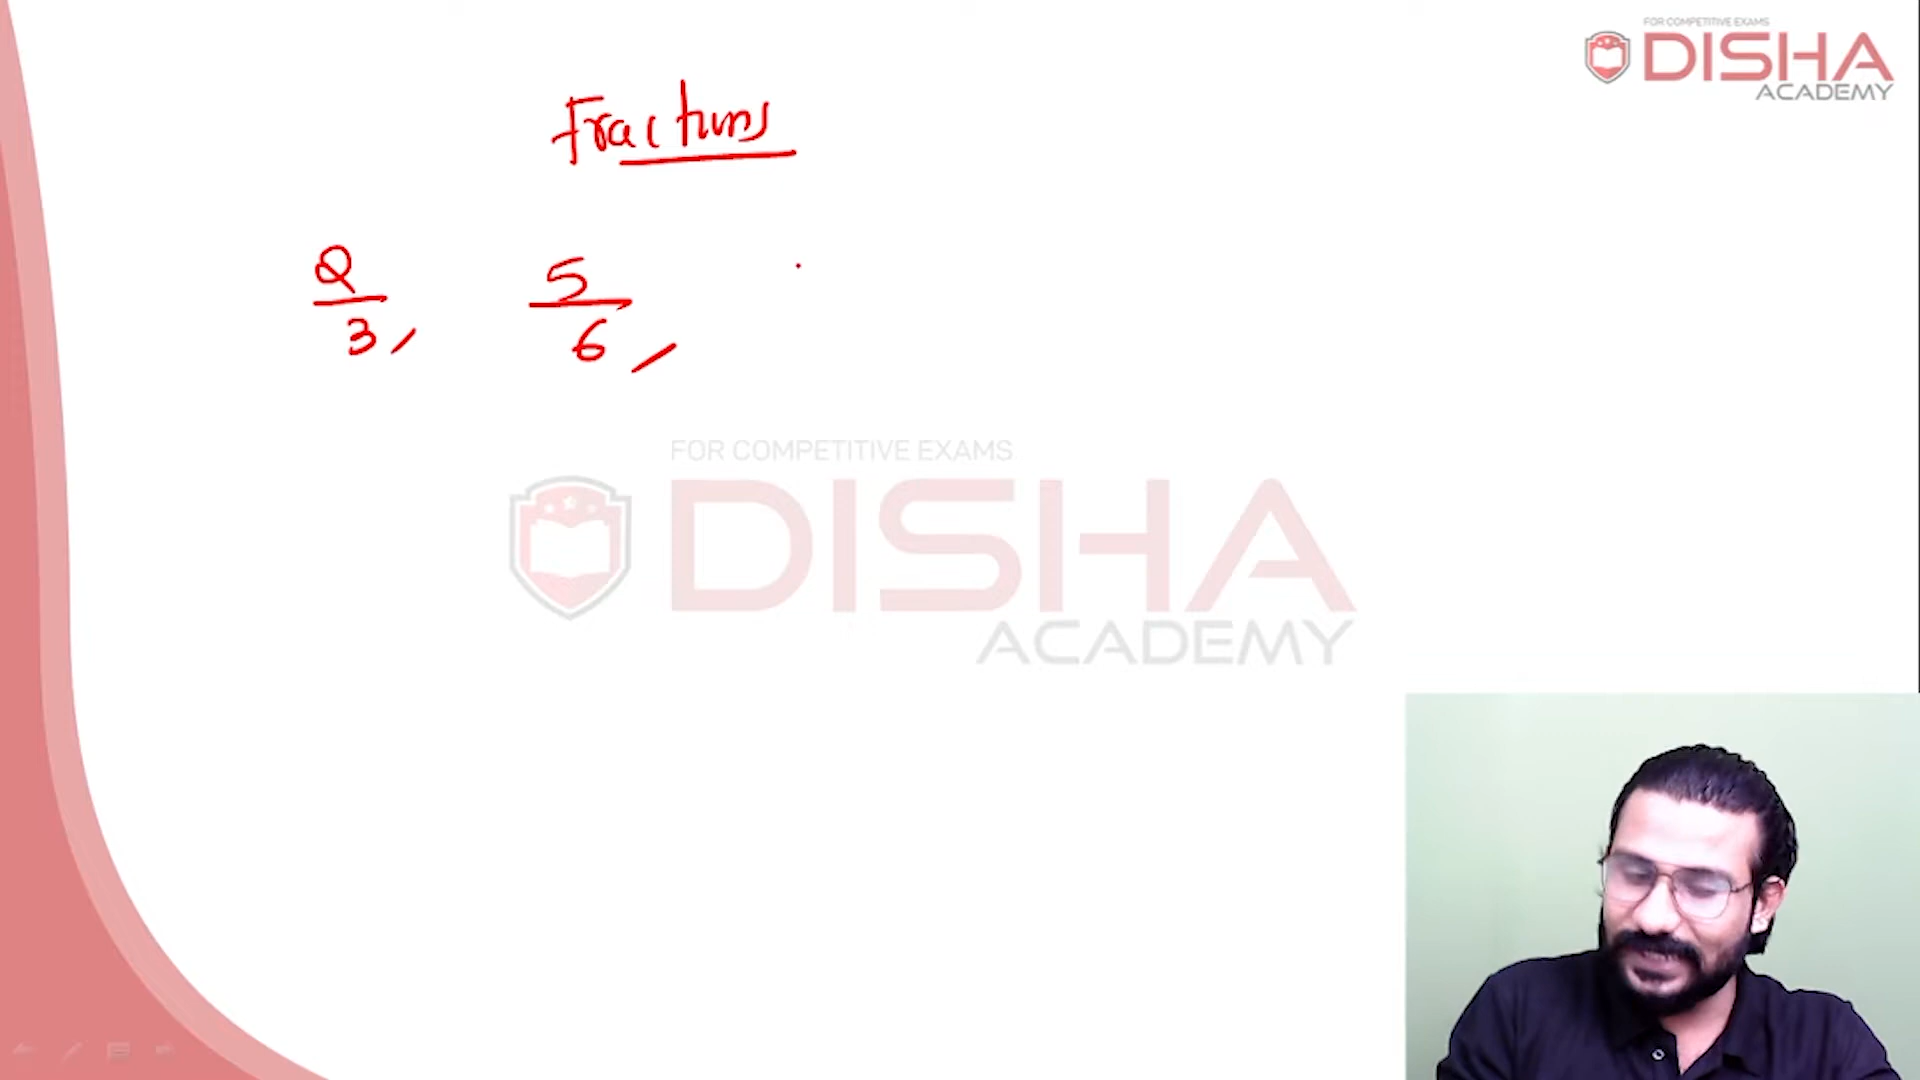 FOR COMPETITIVE EXAMS
DISHA
ACADEMY
Fractions
2/3, 5/6,
FOR COMPETITIVE EXAMS
DISHA
ACADEMY